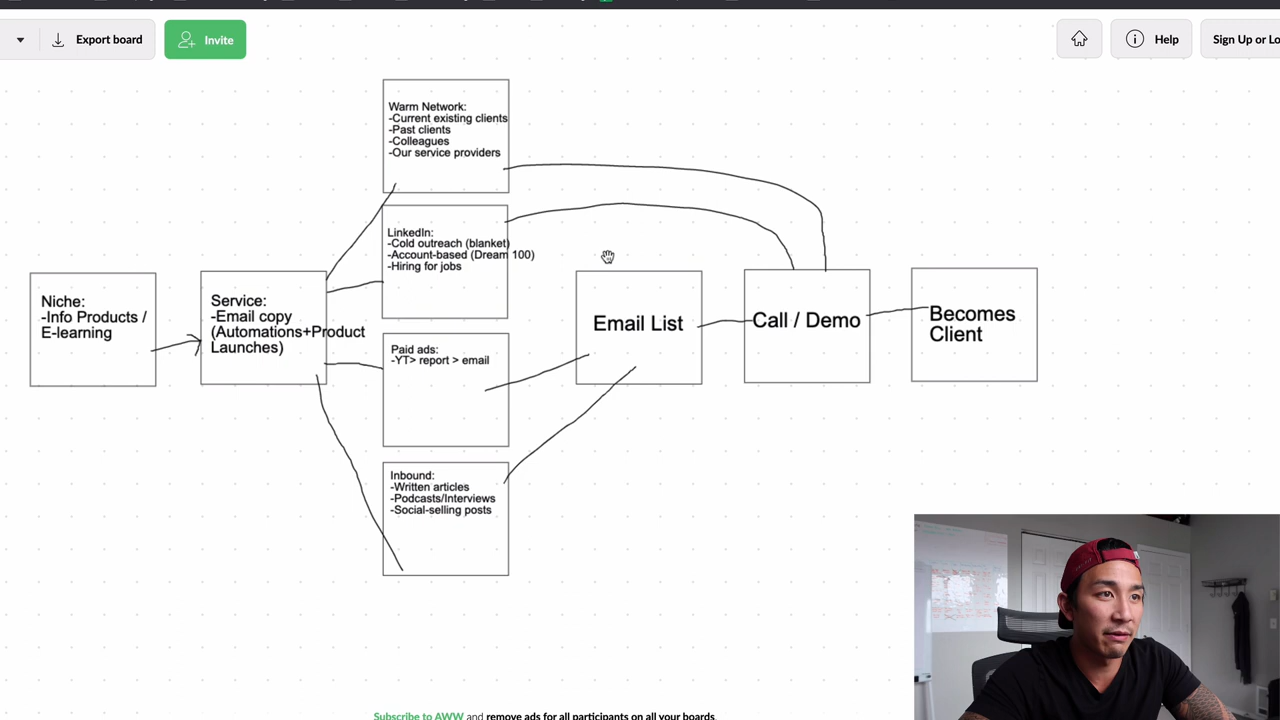 Export board
Invite
Help
Sign Up or Lo
Warm Network:
-Current existing clients
-Past clients
-Colleagues
-Our service providers
LinkedIn:
-Cold outreach (blanket)
-Account-based (Dream 100)
-Hiring for jobs
Niche:
-Info Products /
E-learning
Service:
-Email copy
(Automations+Product
Launches)
Paid ads:
-YT> report > email
Inbound:
-Written articles
-Podcasts/Interviews
-Social-selling posts
Email List
Call / Demo
Becomes
Client
Subscribe to AWW and remove ads for all participants on all your boards.